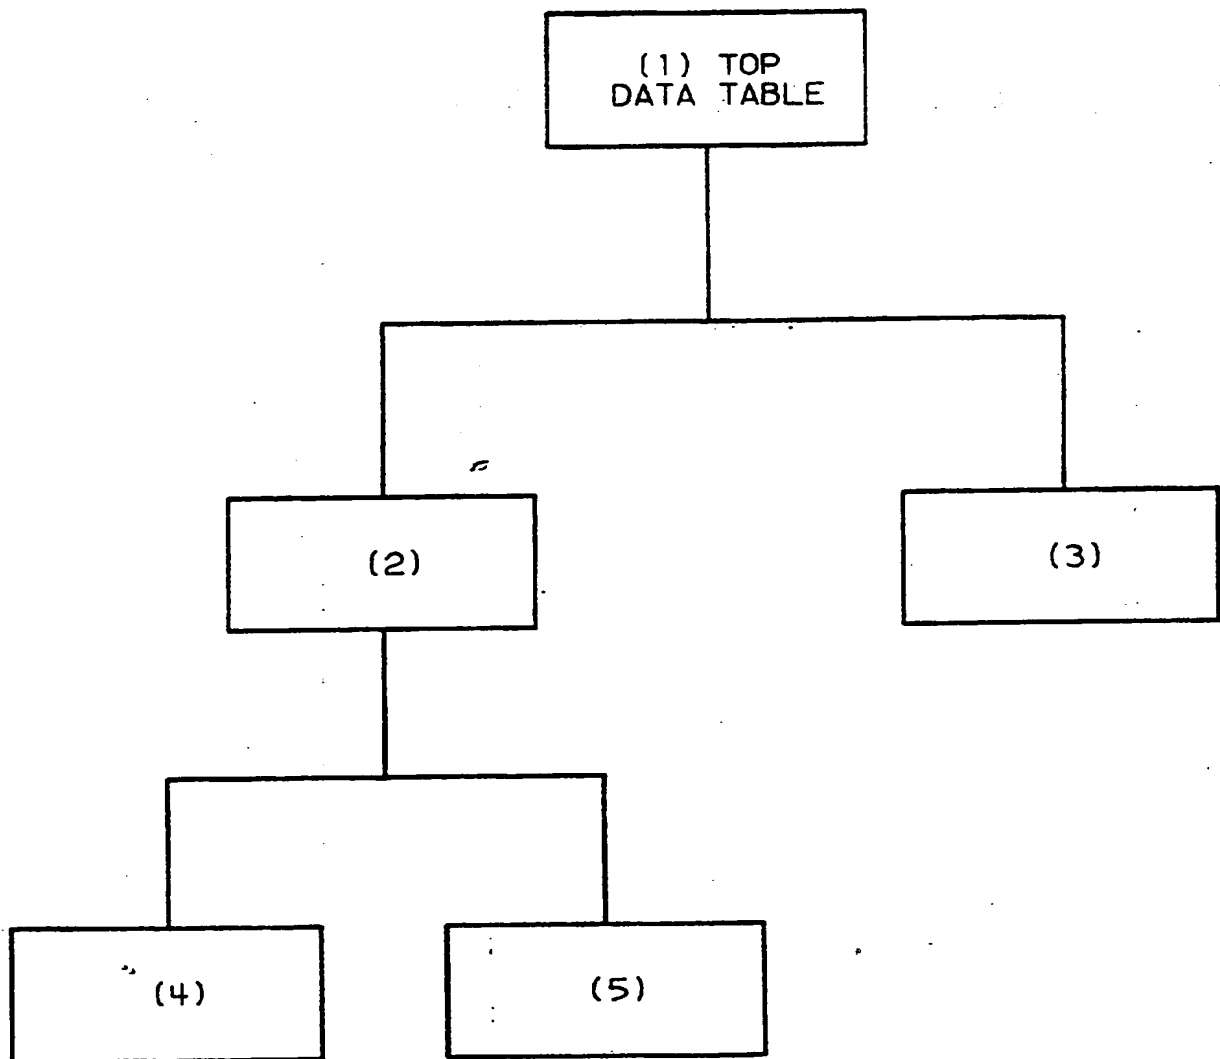 (1) TOP
DATA TABLE
(2)
(3)
(4)
(5)